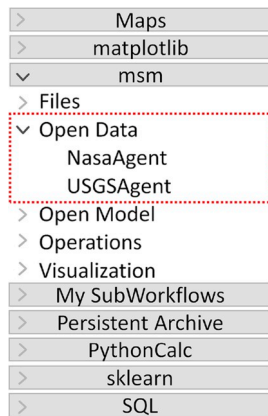 Maps
matplotlib
msm
Files
Open Data
NasaAgent
USGSAgent
Open Model
Operations
Visualization
My SubWorkflows
Persistent Archive
PythonCalc
sklearn
SQL